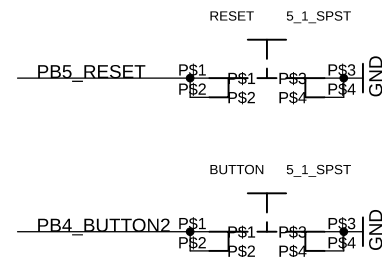 RESET 5_1_SPST
PB5_RESET P$1 P$1 P$3 P$3 GND
P$2 P$2 P$4 P$4
BUTTON 5_1_SPST
PB4_BUTTON2 P$1 P$1 P$3 P$3 GND
P$2 P$2 P$4 P$4